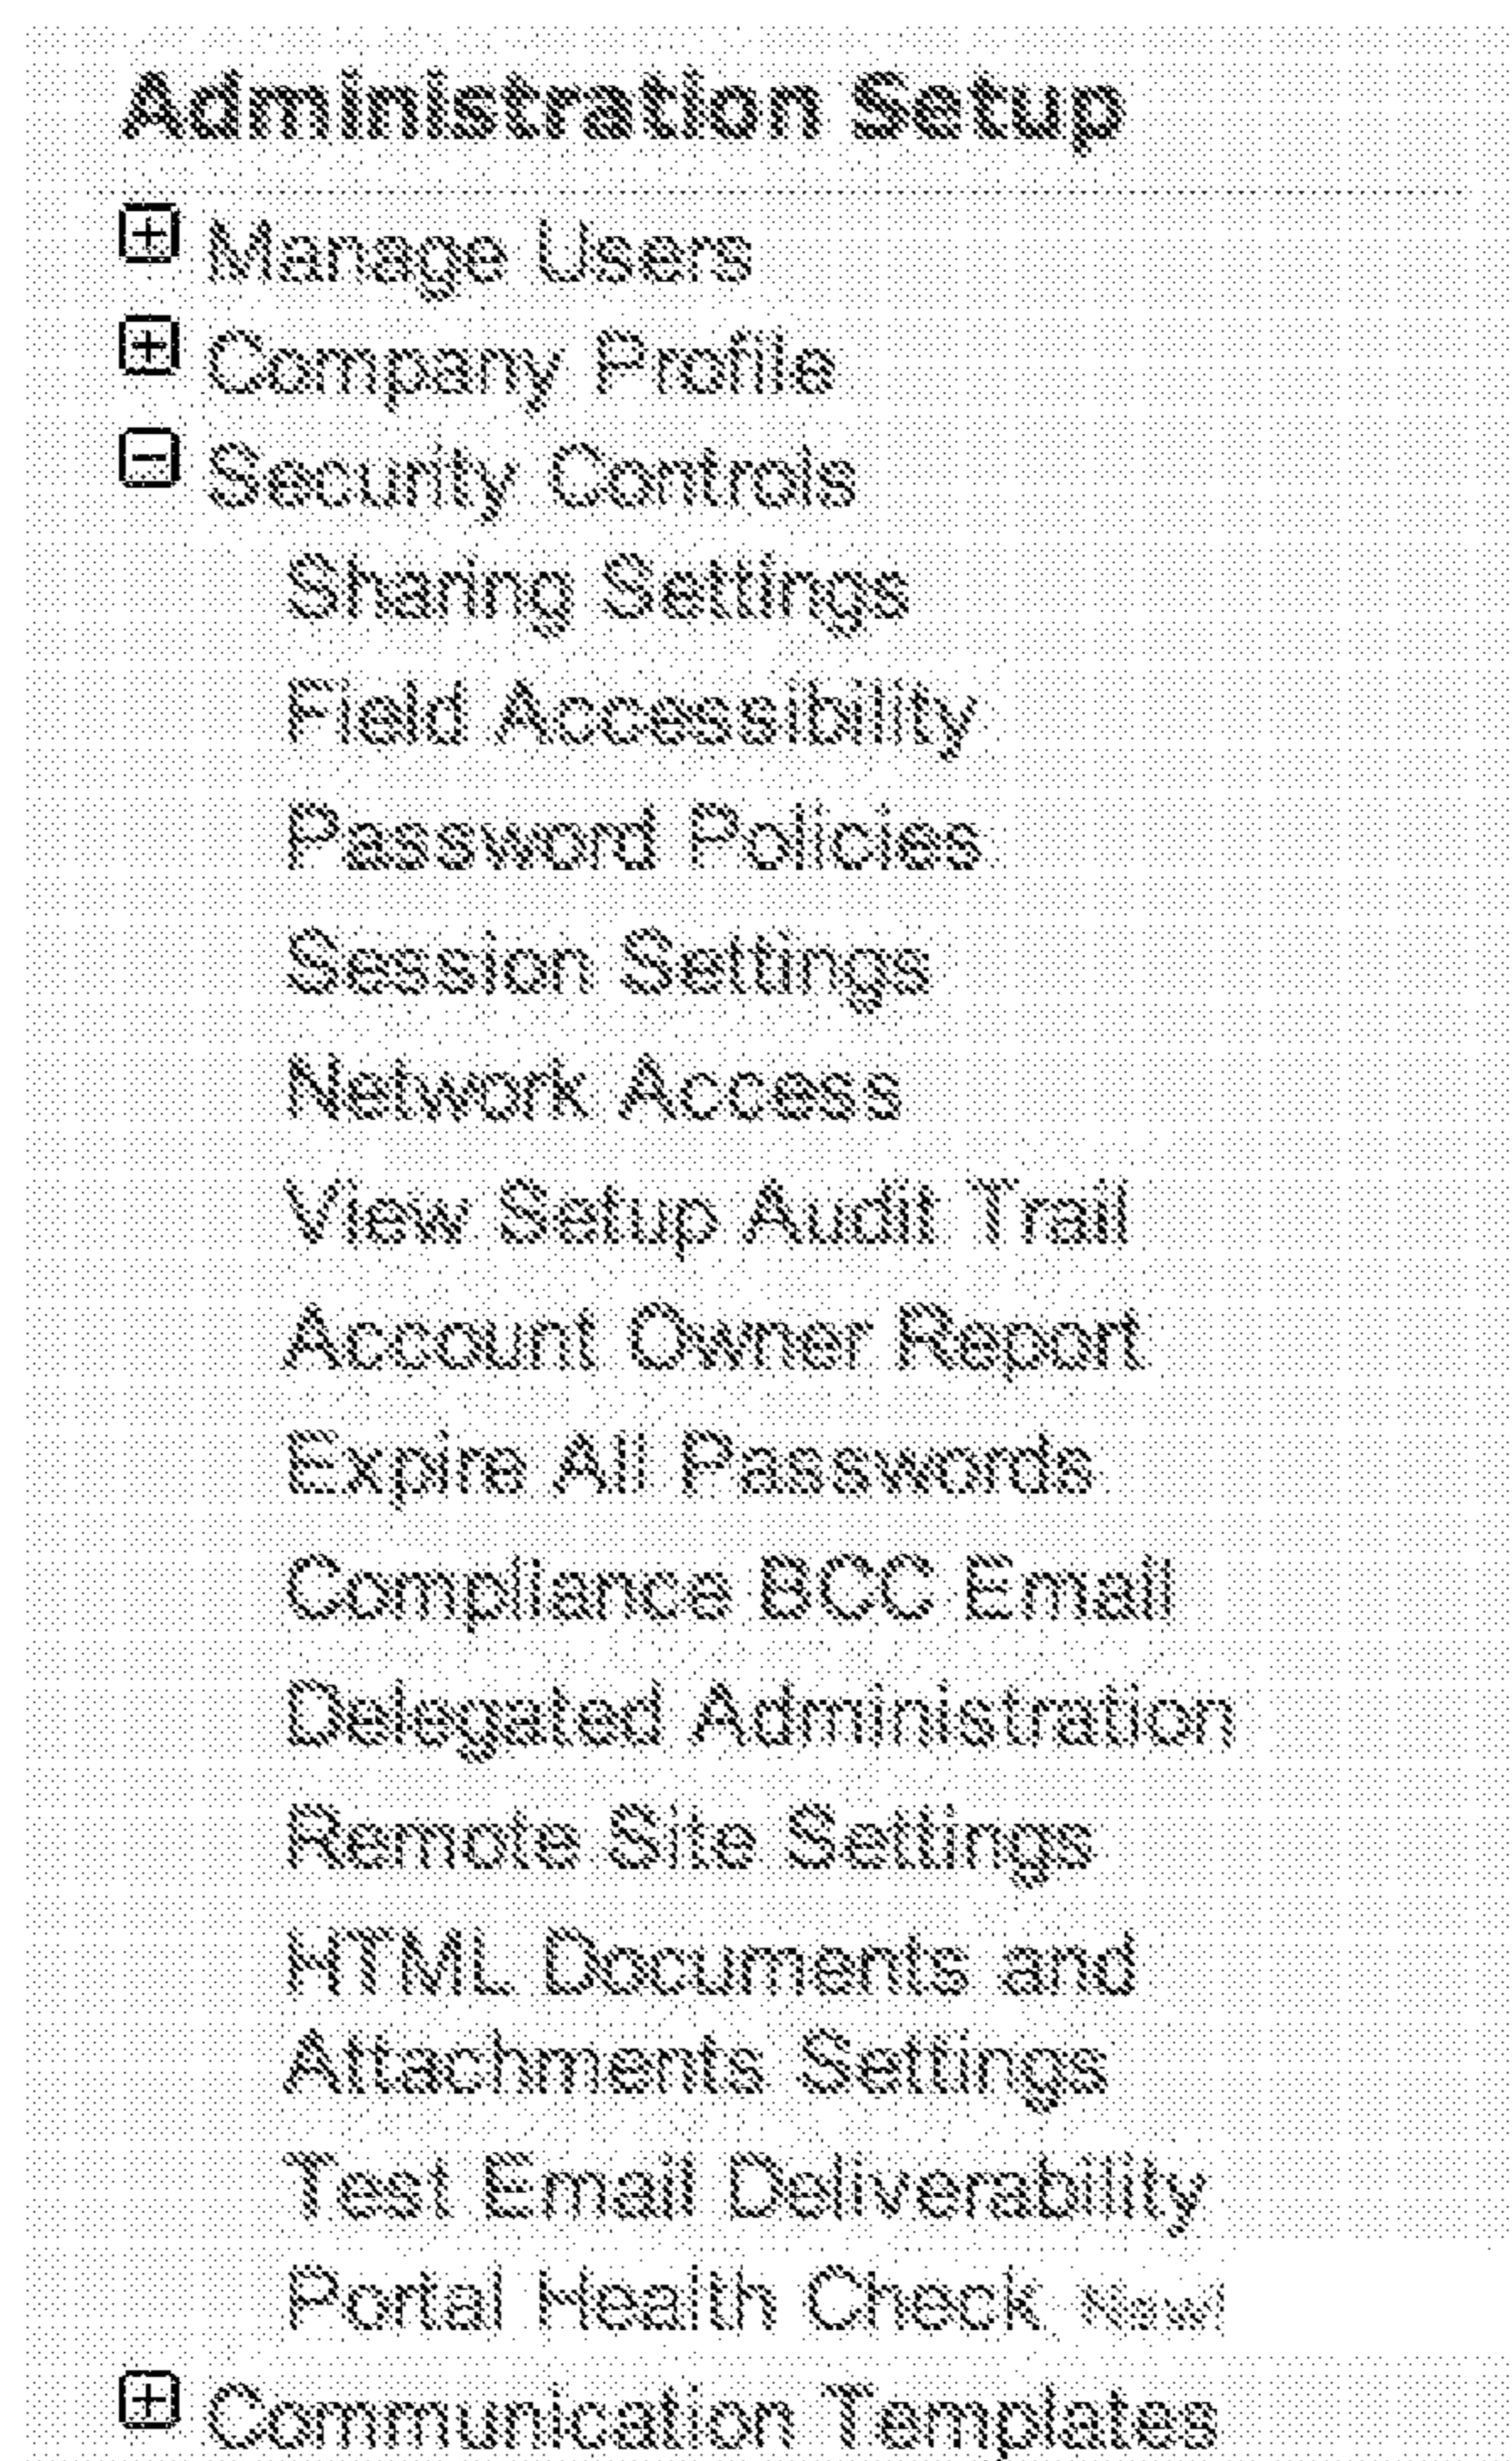 Administration Setup
Manage Users
Company Profile
Security Controls
Sharing Settings
Field Accessibility
Password Policies
Session Settings
Network Access
View Setup Audit Trail
Account Owner Report
Expire All Passwords
Compliance BCC Email
Delegated Administration
Remote Site Settings
HTML Documents and
Attachments Settings
Test Email Deliverability
Portal Health Check New!
Communication Templates